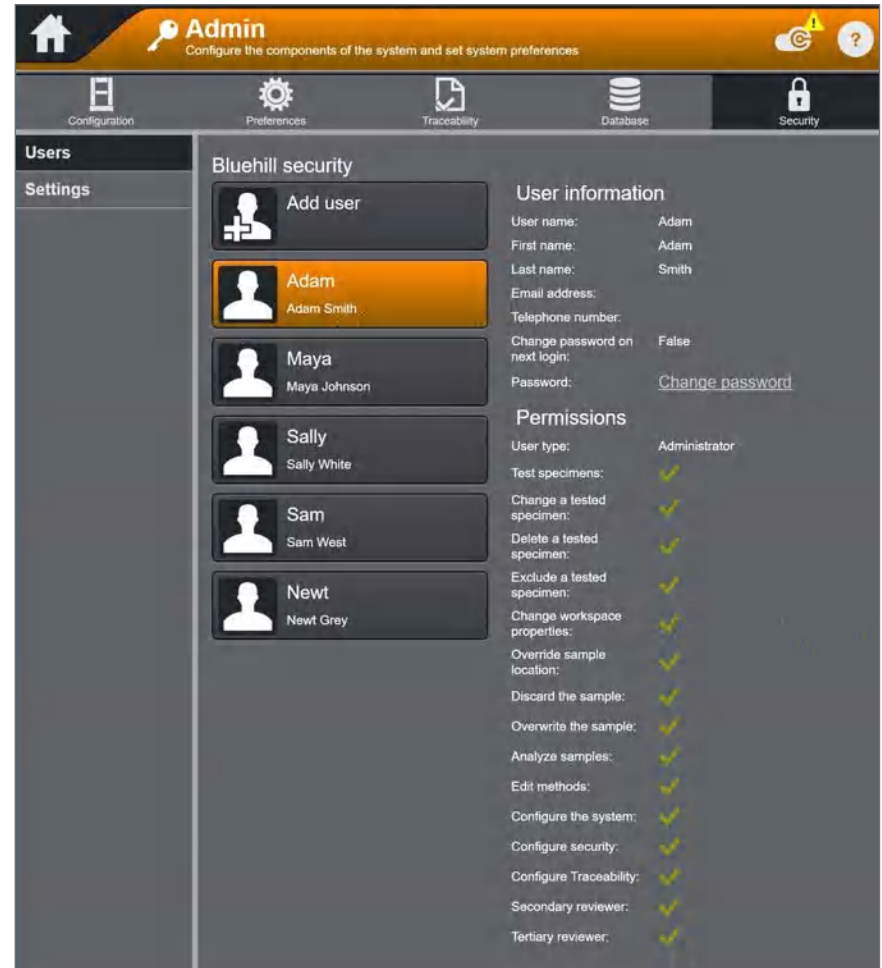 Admin
Configure the components of the system and set system preferences
!
?
Configuration
Preferences
Traceability
Database
Security
Users
Settings
Bluehill security
Add user
Adam
Adam Smith
Maya
Maya Johnson
Sally
Sally White
Sam
Sam West
Newt
Newt Grey
User information
User name: Adam
First name: Adam
Last name: Smith
Email address:
Telephone number:
Change password on
next login: False
Password: Change password
Permissions
User type: Administrator
Test specimens:
Change a tested
specimen:
Delete a tested
specimen:
Exclude a tested
specimen:
Change workspace
properties:
Override sample
location:
Discard the sample:
Overwrite the sample:
Analyze samples:
Edit methods:
Configure the system:
Configure security:
Configure Traceability:
Secondary reviewer:
Tertiary reviewer: